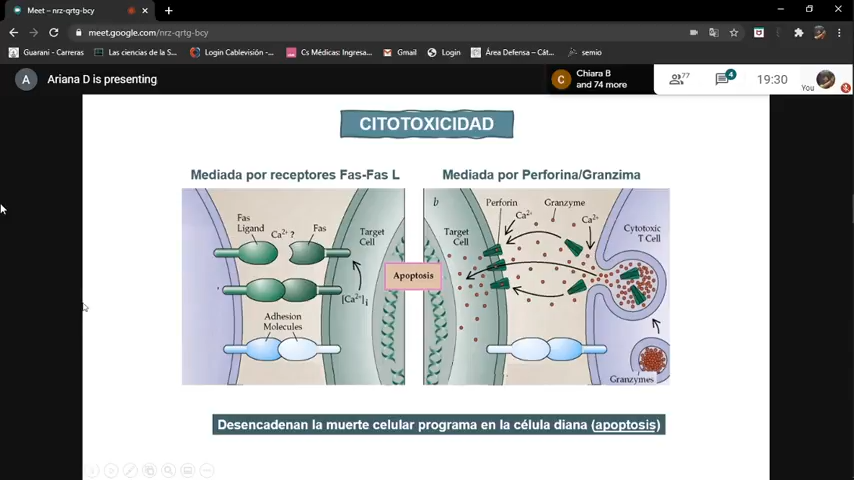 Meet – nrz-qrtg-bcy
meet.google.com/nrz-qrtg-bcy
Guarani - Carreras
Las ciencias de la S...
Login Cablevisión...
Cs Médicas: Ingresa...
Gmail
Login
Área Defensa – Cát...
semio
A
Ariana D is presenting
C
Chiara B
and 74 more
77
4
19:30
You
CITOTOXICIDAD
Mediada por receptores Fas-Fas L
Mediada por Perforina/Granzima
Fas
Ligand
Ca²⁺ ?
Fas
Target
Cell
[Ca²⁺]i
Adhesion
Molecules
Apoptosis
b
Perforin
Granzyme
Ca²⁺
Ca²⁺
Target
Cell
Cytotoxic
T Cell
Granzymes
Desencadenan la muerte celular programa en la célula diana (apoptosis)